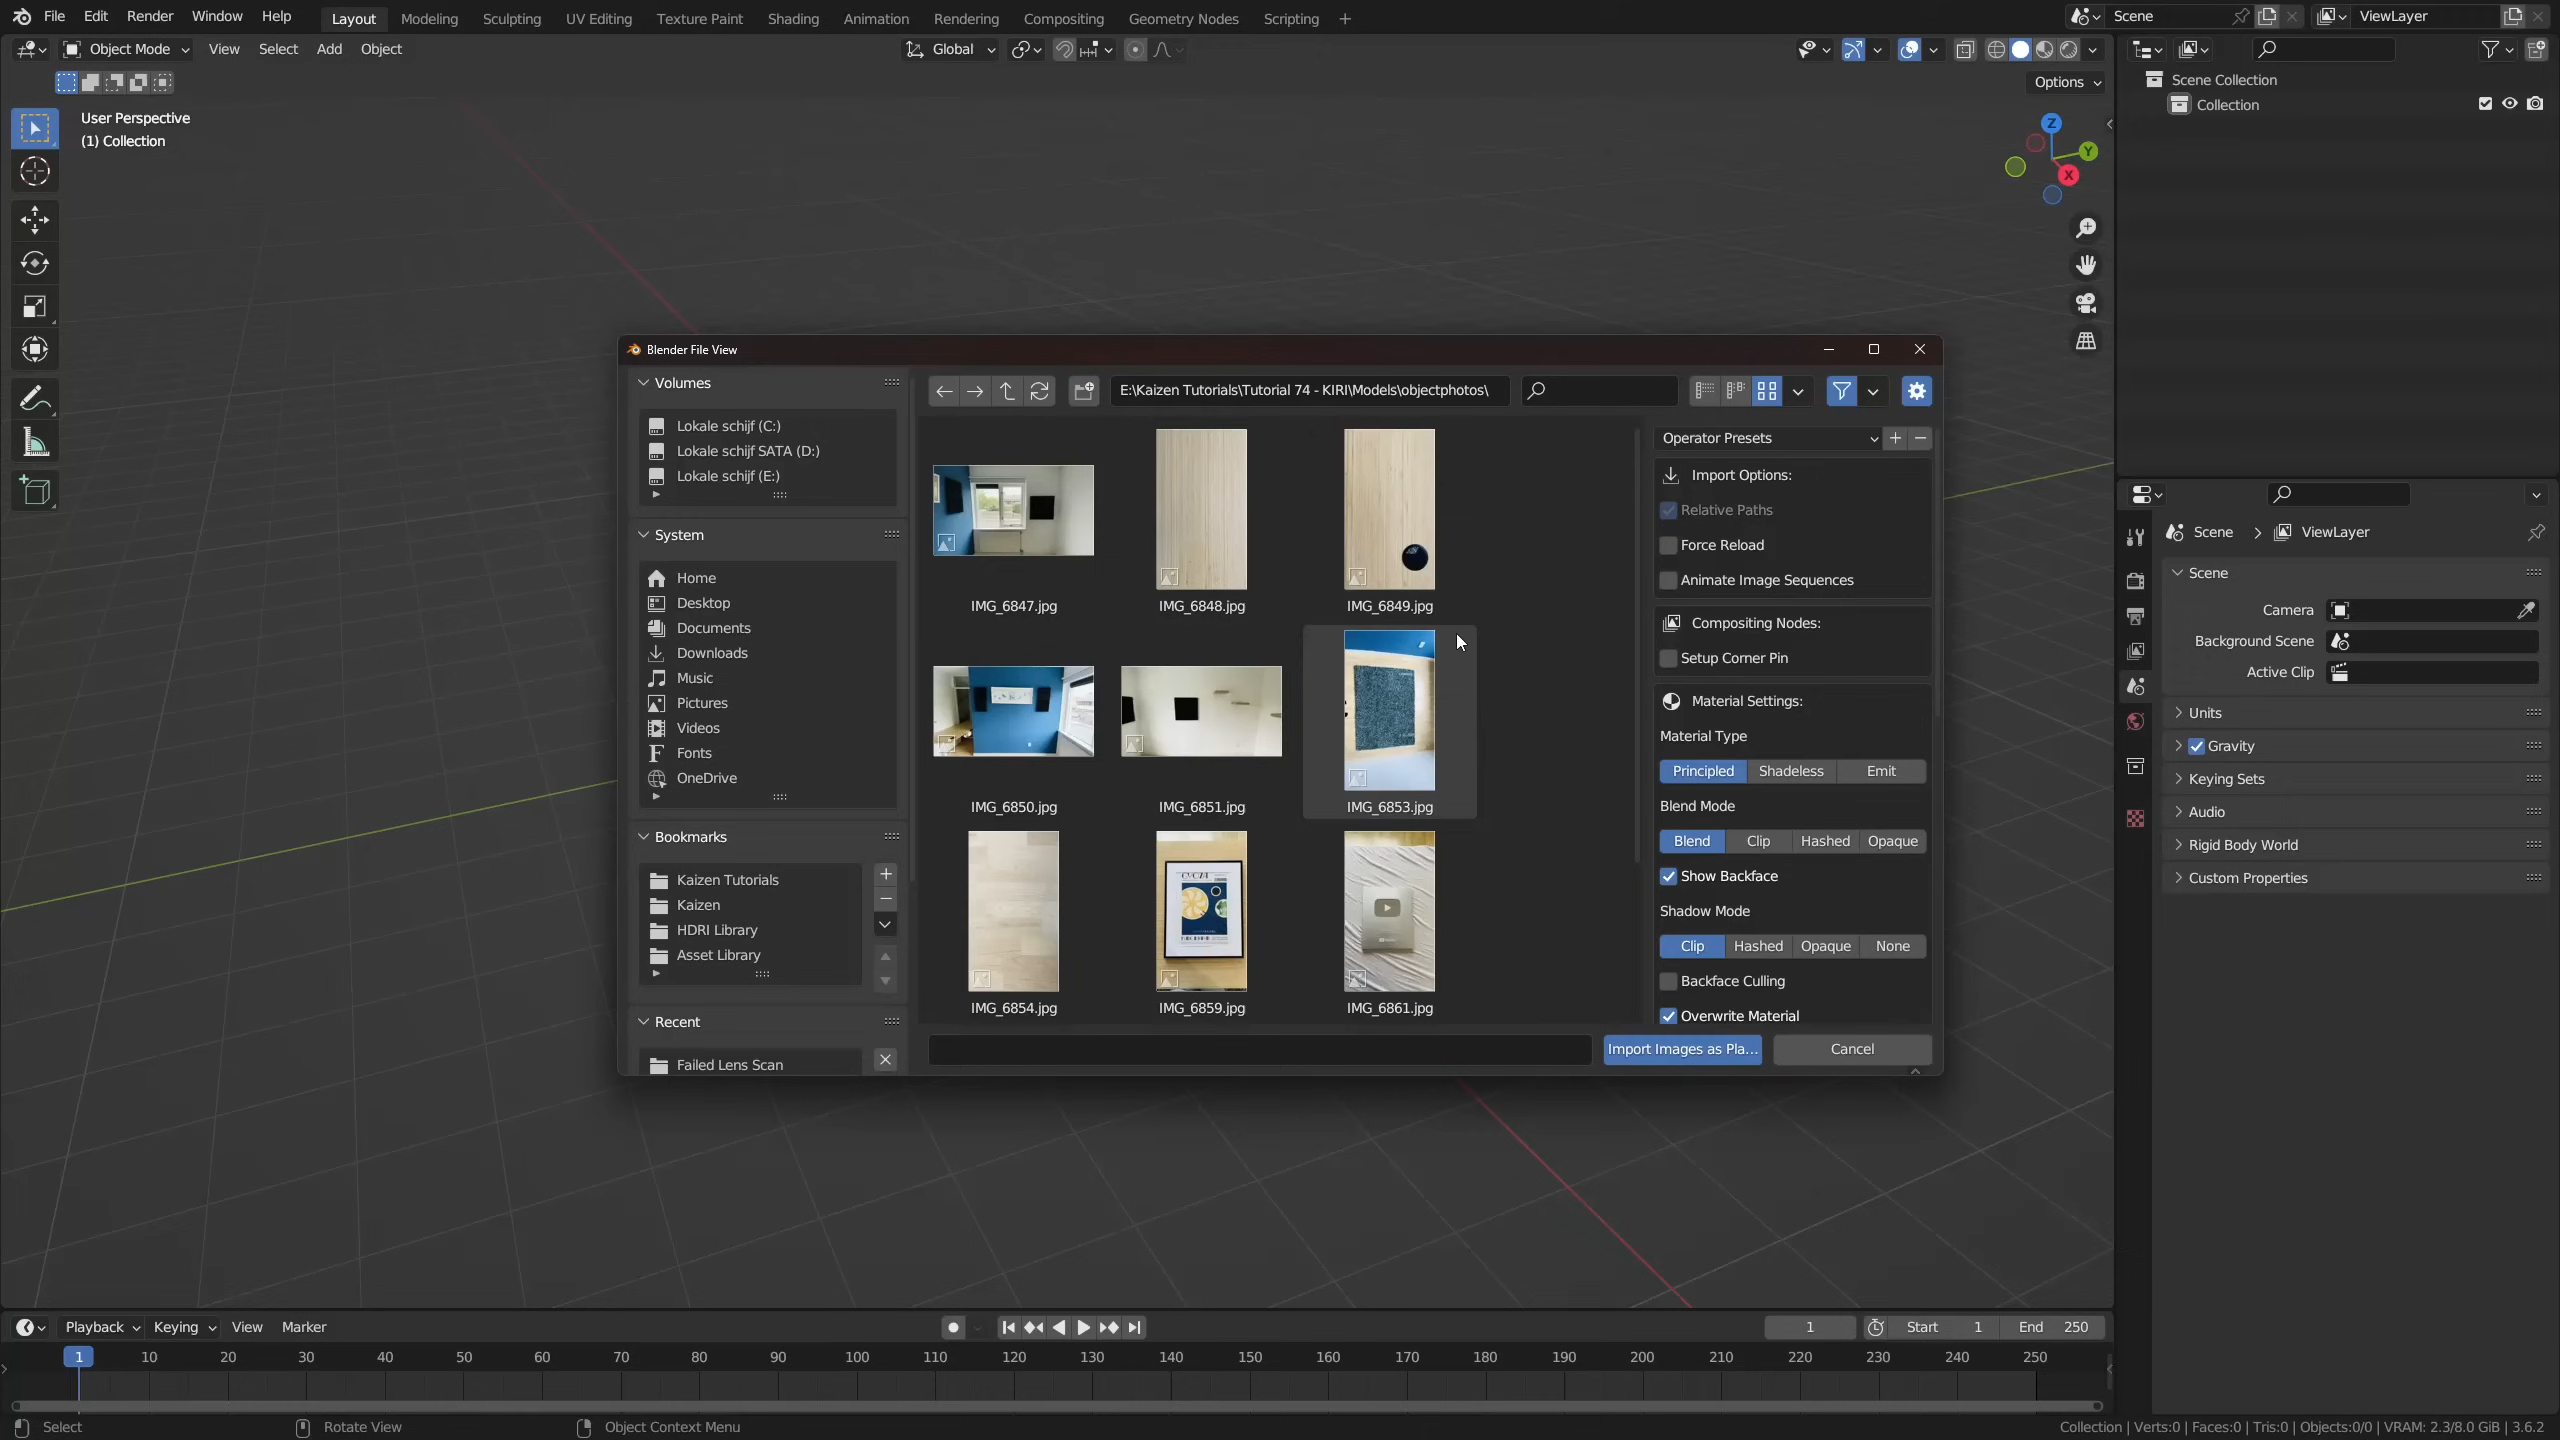 File Edit Render Window Help Layout Modeling Sculpting UV Editing Texture Paint Shading Animation Rendering Compositing Geometry Nodes Scripting + Scene ViewLayer
Object Mode View Select Add Object Global
Options
User Perspective
(1) Collection
Scene Collection
Collection
Z
Y
X
Blender File View
Volumes
Lokale schijf (C:)
Lokale schijf SATA (D:)
Lokale schijf (E:)
System
Home
Desktop
Documents
Downloads
Music
Pictures
Videos
Fonts
OneDrive
Bookmarks
Kaizen Tutorials
Kaizen
HDRI Library
Asset Library
Recent
Failed Lens Scan
E:\Kaizen Tutorials\Tutorial 74 - KIRI\Models\objectphotos\
IMG_6847.jpg IMG_6848.jpg IMG_6849.jpg
IMG_6850.jpg IMG_6851.jpg IMG_6853.jpg
IMG_6854.jpg IMG_6859.jpg IMG_6861.jpg
Operator Presets
Import Options:
Relative Paths
Force Reload
Animate Image Sequences
Compositing Nodes:
Setup Corner Pin
Material Settings:
Material Type
Principled Shadeless Emit
Blend Mode
Blend Clip Hashed Opaque
Show Backface
Shadow Mode
Clip Hashed Opaque None
Backface Culling
Overwrite Material
Import Images as Pla... Cancel
Scene > ViewLayer
Scene
Camera
Background Scene
Active Clip
Units
Gravity
Keying Sets
Audio
Rigid Body World
Custom Properties
Playback Keying View Marker 1 Start 1 End 250
1 10 20 30 40 50 60 70 80 90 100 110 120 130 140 150 160 170 180 190 200 210 220 230 240 250
Select Rotate View Object Context Menu Collection | Verts:0 | Faces:0 | Tris:0 | Objects:0/0 | VRAM: 2.3/8.0 GiB | 3.6.2